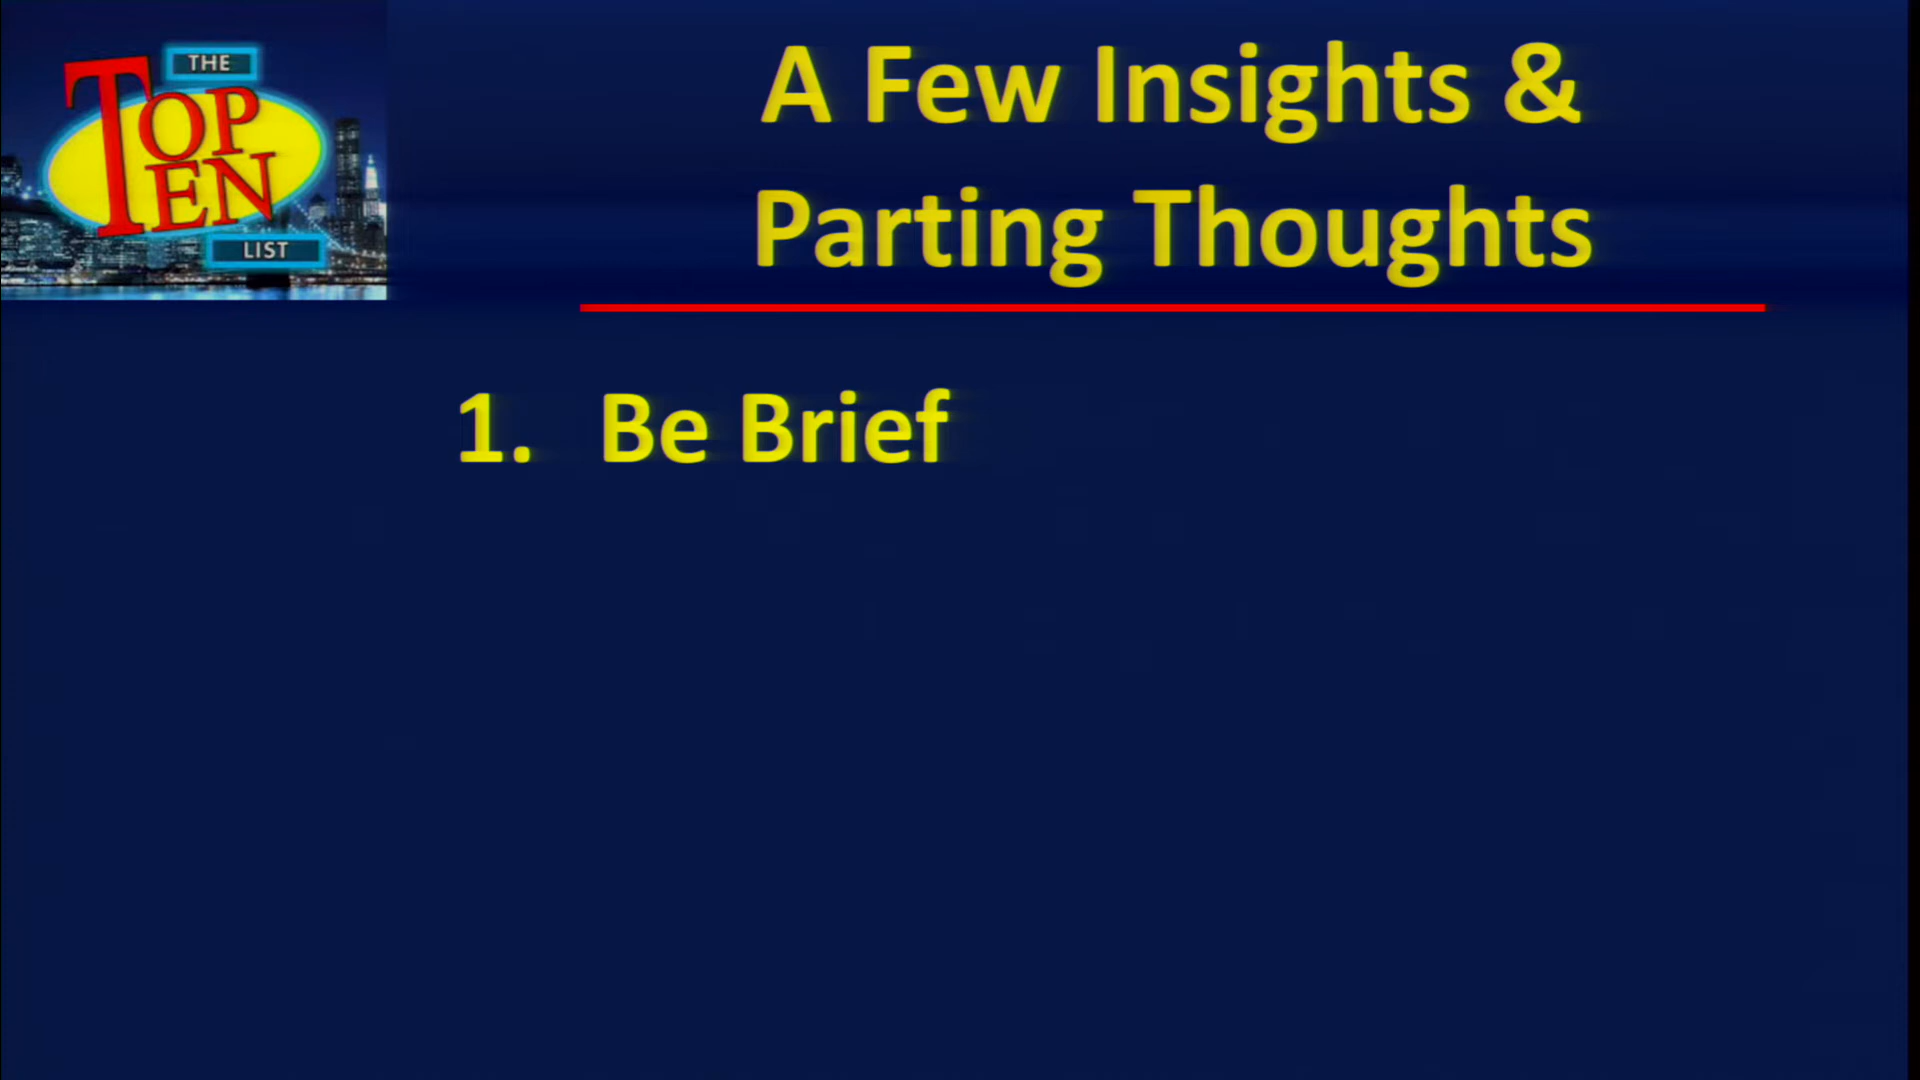 THE
TOP
TEN
LIST
A Few Insights &
Parting Thoughts
1. Be Brief